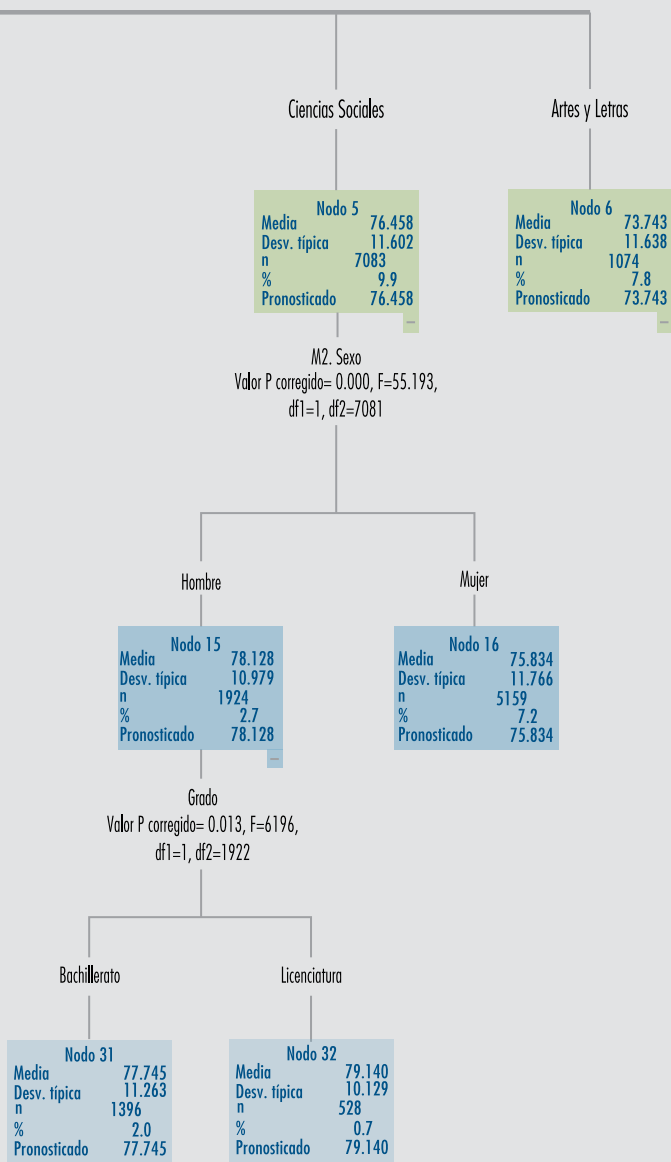 Ciencias Sociales
Artes y Letras
Nodo 5
Media 76.458
Desv. típica 11.602
n 7083
% 9.9
Pronosticado 76.458
Nodo 6
Media 73.743
Desv. típica 11.638
n 1074
% 7.8
Pronosticado 73.743
M2. Sexo
Valor P corregido= 0.000, F=55.193,
df1=1, df2=7081
Hombre
Mujer
Nodo 15
Media 78.128
Desv. típica 10.979
n 1924
% 2.7
Pronosticado 78.128
Nodo 16
Media 75.834
Desv. típica 11.766
n 5159
% 7.2
Pronosticado 75.834
Grado
Valor P corregido= 0.013, F=6196,
df1=1, df2=1922
Bachillerato
Licenciatura
Nodo 31
Media 77.745
Desv. típica 11.263
n 1396
% 2.0
Pronosticado 77.745
Nodo 32
Media 79.140
Desv. típica 10.129
n 528
% 0.7
Pronosticado 79.140